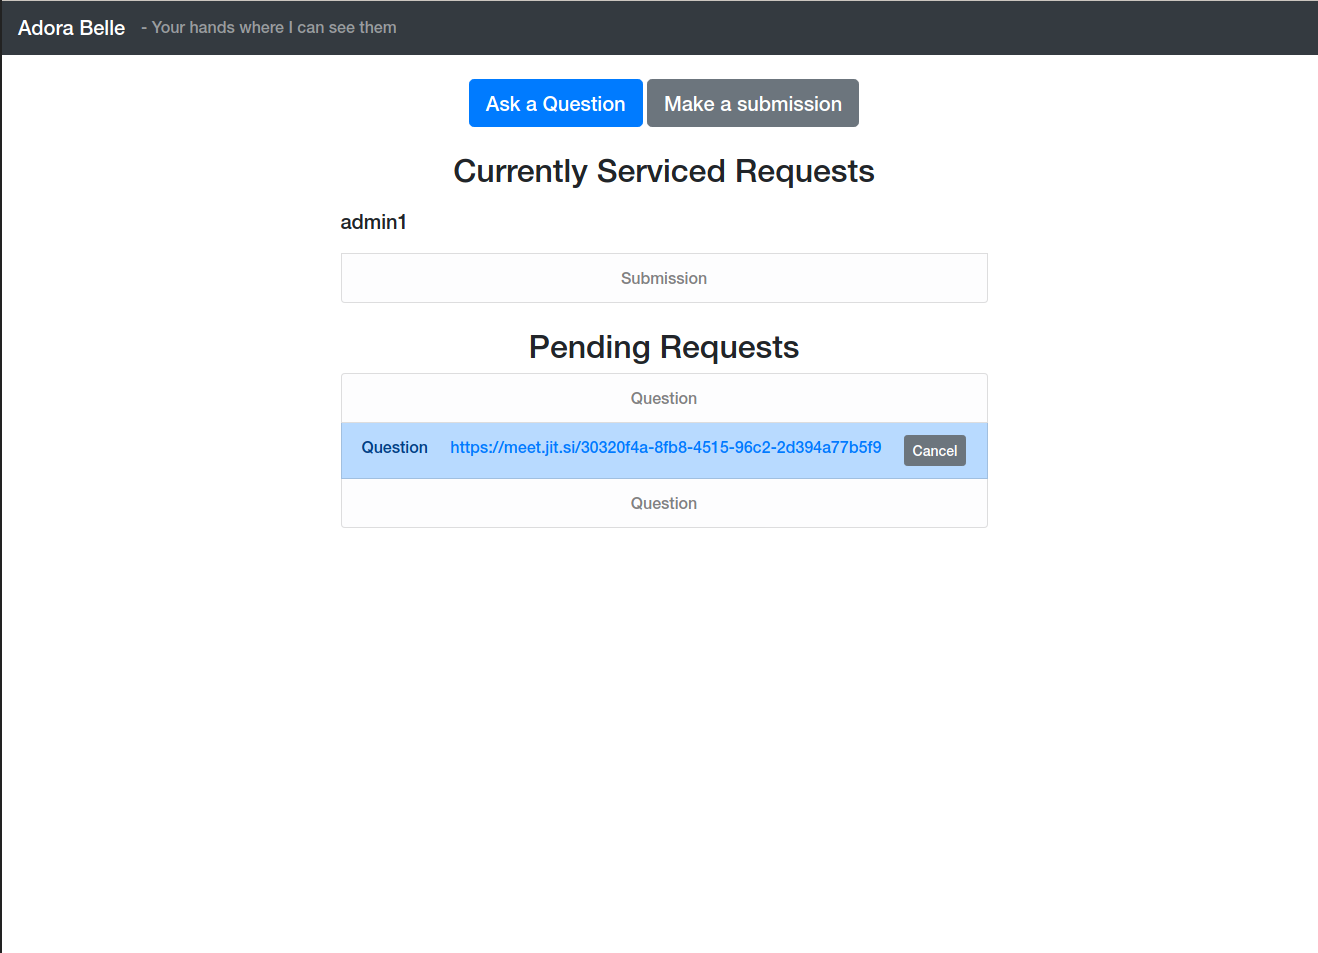 Adora Belle - Your hands where I can see them
Ask a Question Make a submission
Currently Serviced Requests
admin1
Submission
Pending Requests
Question
Question https://meet.jit.si/30320f4a-8fb8-4515-96c2-2d394a77b5f9 Cancel
Question